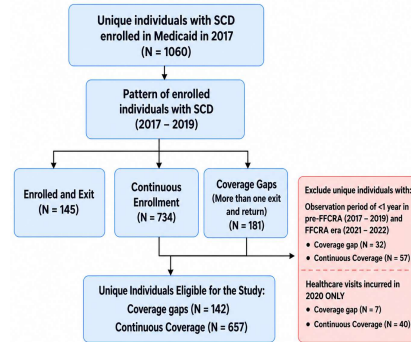 Unique individuals with SCD
enrolled in Medicaid in 2017
(N = 1060)
Pattern of enrolled
individuals with SCD
(2017 – 2019)
Enrolled and Exit
(N = 145)
Continuous
Enrollment
(N = 734)
Coverage Gaps
(More than one exit
and return)
(N = 181)
Exclude unique individuals with:
Observation period of <1 year in
pre-FFCRA (2017 – 2019) and
FFCRA era (2021 – 2022)
• Coverage gap (N = 32)
• Continuous Coverage (N = 57)
Healthcare visits incurred in
2020 ONLY
• Coverage gap (N = 7)
• Continuous Coverage (N = 40)
Unique Individuals Eligible for the Study:
Coverage gaps (N = 142)
Continuous Coverage (N = 657)